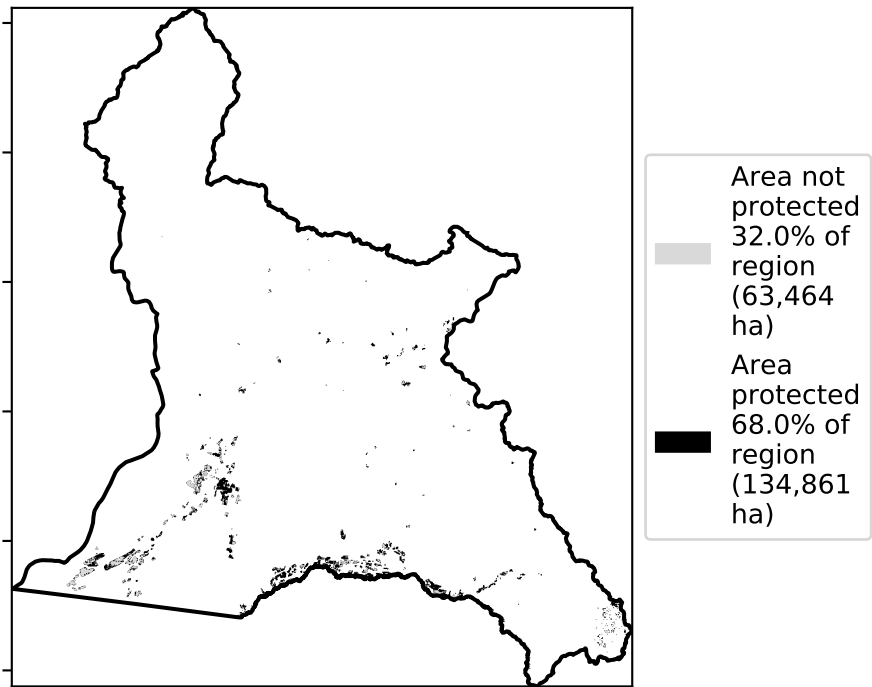 Area not
protected
32.0% of
region
(63,464
ha)
Area
protected
68.0% of
region
(134,861
ha)